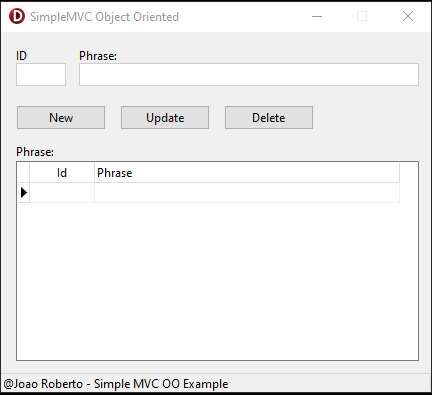 SimpleMVC Object Oriented
ID Phrase:
New Update Delete
Phrase:
Id Phrase
@Joao Roberto - Simple MVC OO Example